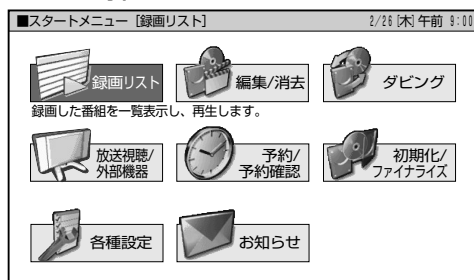 ■スタートメニュー［録画リスト］ 2/26[木]午前 9:00
録画リスト 編集/消去 ダビング
録画した番組を一覧表示し、再生します。
放送視聴/
外部機器
予約/
予約確認
初期化/
ファイナライズ
各種設定 お知らせ